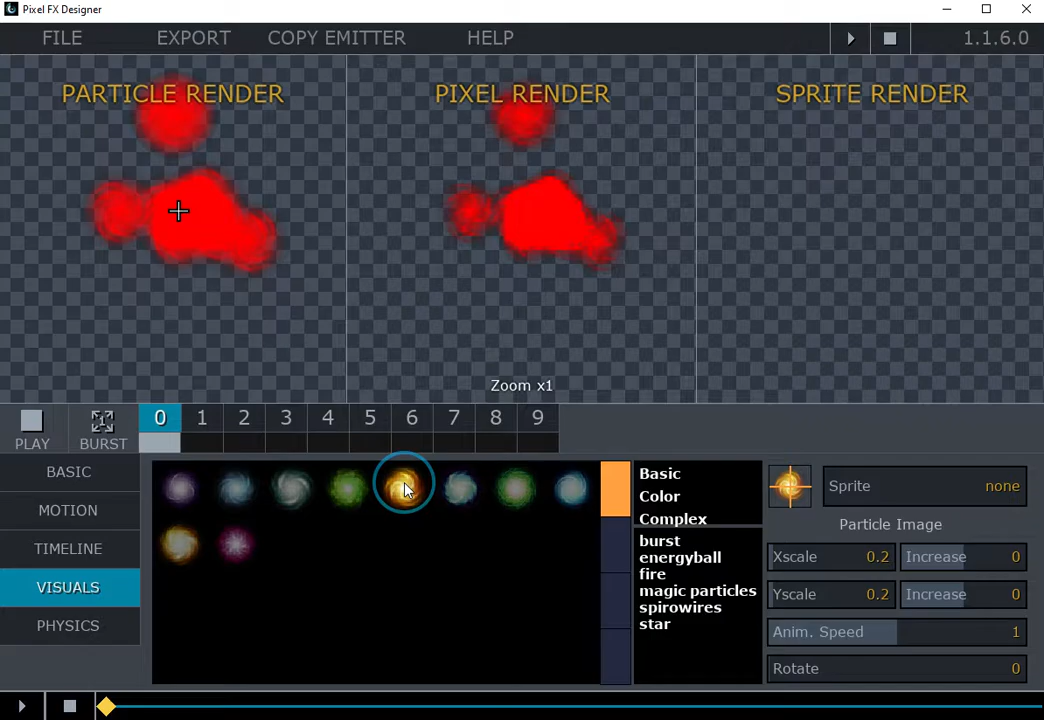 Pixel FX Designer
FILE EXPORT COPY EMITTER HELP 1.1.6.0
PARTICLE RENDER PIXEL RENDER SPRITE RENDER
Zoom x1
0 1 2 3 4 5 6 7 8 9
PLAY 1 BURST
BASIC
MOTION
TIMELINE
VISUALS
PHYSICS
Basic
Color
Complex
burst
energyball
fire
magic particles
spirowires
star
Sprite none
Particle Image
Xscale 0.2 Increase 0
Yscale 0.2 Increase 0
Anim. Speed 1
Rotate 0